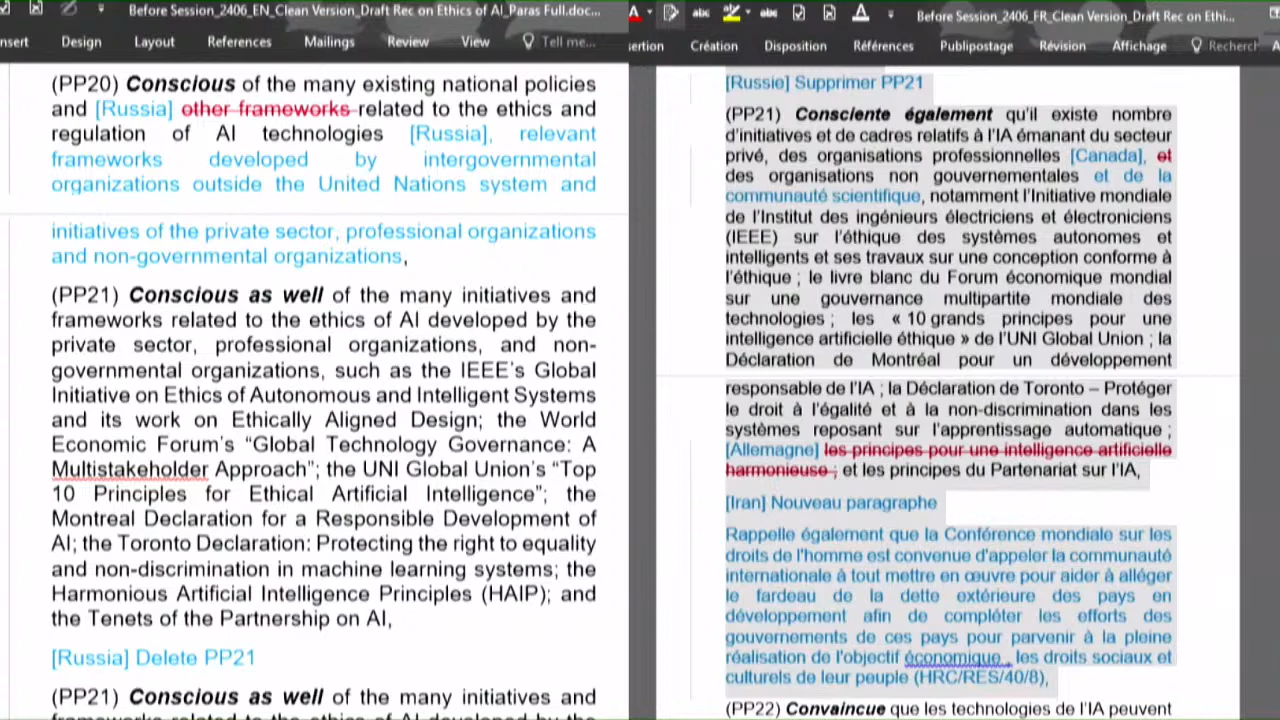 Before Session_2406_EN_Clean Version_Draft Rec on Ethics of AI_Paras Full.doc...
nsert Design Layout References Mailings Review View Tell me...
(PP20) Conscious of the many existing national policies
and [Russia] other frameworks related to the ethics and
regulation of AI technologies [Russia], relevant
frameworks developed by intergovernmental
organizations outside the United Nations system and
initiatives of the private sector, professional organizations
and non-governmental organizations,
(PP21) Conscious as well of the many initiatives and
frameworks related to the ethics of AI developed by the
private sector, professional organizations, and non-
governmental organizations, such as the IEEE's Global
Initiative on Ethics of Autonomous and Intelligent Systems
and its work on Ethically Aligned Design; the World
Economic Forum's “Global Technology Governance: A
Multistakeholder Approach”; the UNI Global Union's “Top
10 Principles for Ethical Artificial Intelligence”; the
Montreal Declaration for a Responsible Development of
AI; the Toronto Declaration: Protecting the right to equality
and non-discrimination in machine learning systems; the
Harmonious Artificial Intelligence Principles (HAIP); and
the Tenets of the Partnership on AI,
[Russia] Delete PP21
(PP21) Conscious as well of the many initiatives and
frameworks related to the ethics of AI developed by the
Before Session_2406_FR_Clean Version_Draft Rec on Ethi...
sertion Création Disposition Références Publipostage Révision Affichage Recherch
[Russie] Supprimer PP21
(PP21) Consciente également qu'il existe nombre
d'initiatives et de cadres relatifs à l'IA émanant du secteur
privé, des organisations professionnelles [Canada], et
des organisations non gouvernementales et de la
communauté scientifique, notamment l'Initiative mondiale
de l'Institut des ingénieurs électriciens et électroniciens
(IEEE) sur l'éthique des systèmes autonomes et
intelligents et ses travaux sur une conception conforme à
l'éthique ; le livre blanc du Forum économique mondial
sur une gouvernance multipartite mondiale des
technologies ; les « 10 grands principes pour une
intelligence artificielle éthique » de l'UNI Global Union ; la
Déclaration de Montréal pour un développement
responsable de l'IA ; la Déclaration de Toronto – Protéger
le droit à l'égalité et à la non-discrimination dans les
systèmes reposant sur l'apprentissage automatique ;
[Allemagne] les principes pour une intelligence artificielle
harmonieuse ; et les principes du Partenariat sur l'IA,
[Iran] Nouveau paragraphe
Rappelle également que la Conférence mondiale sur les
droits de l'homme est convenue d'appeler la communauté
internationale à tout mettre en œuvre pour aider à alléger
le fardeau de la dette extérieure des pays en
développement afin de compléter les efforts des
gouvernements de ces pays pour parvenir à la pleine
réalisation de l'objectif économique, les droits sociaux et
culturels de leur peuple (HRC/RES/40/8),
(PP22) Convaincue que les technologies de l'IA peuvent